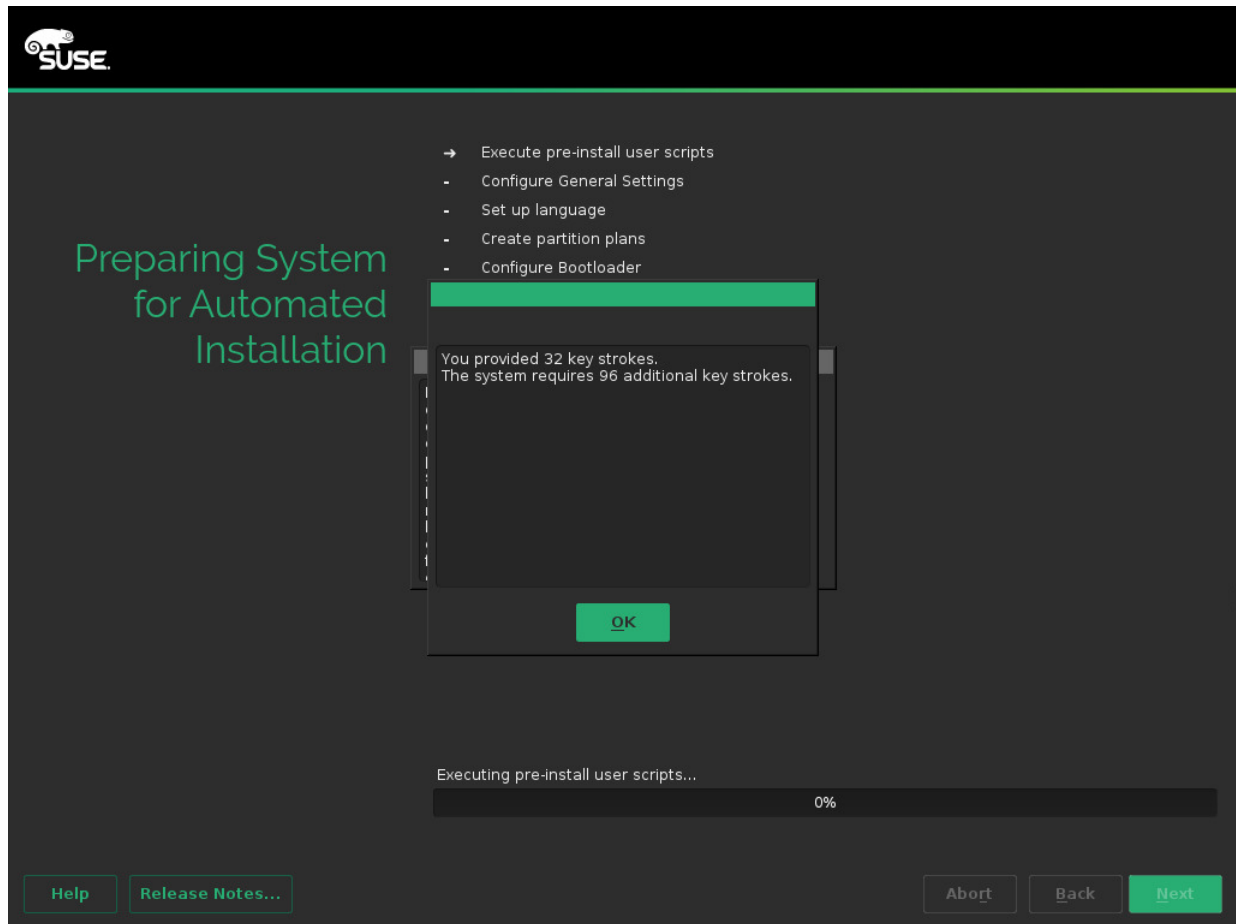 SUSE.
→ Execute pre-install user scripts
- Configure General Settings
- Set up language
- Create partition plans
- Configure Bootloader
Preparing System
for Automated
Installation
You provided 32 key strokes.
The system requires 96 additional key strokes.
OK
Executing pre-install user scripts...
0%
Help
Release Notes...
Abort
Back
Next